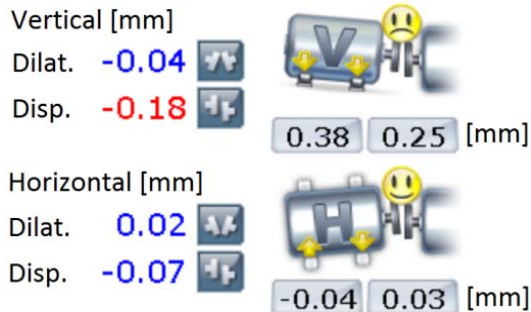 Vertical [mm]
Dilat. -0.04
Disp. -0.18
V
0.38 0.25 [mm]
Horizontal [mm]
Dilat. 0.02
Disp. -0.07
H
-0.04 0.03 [mm]